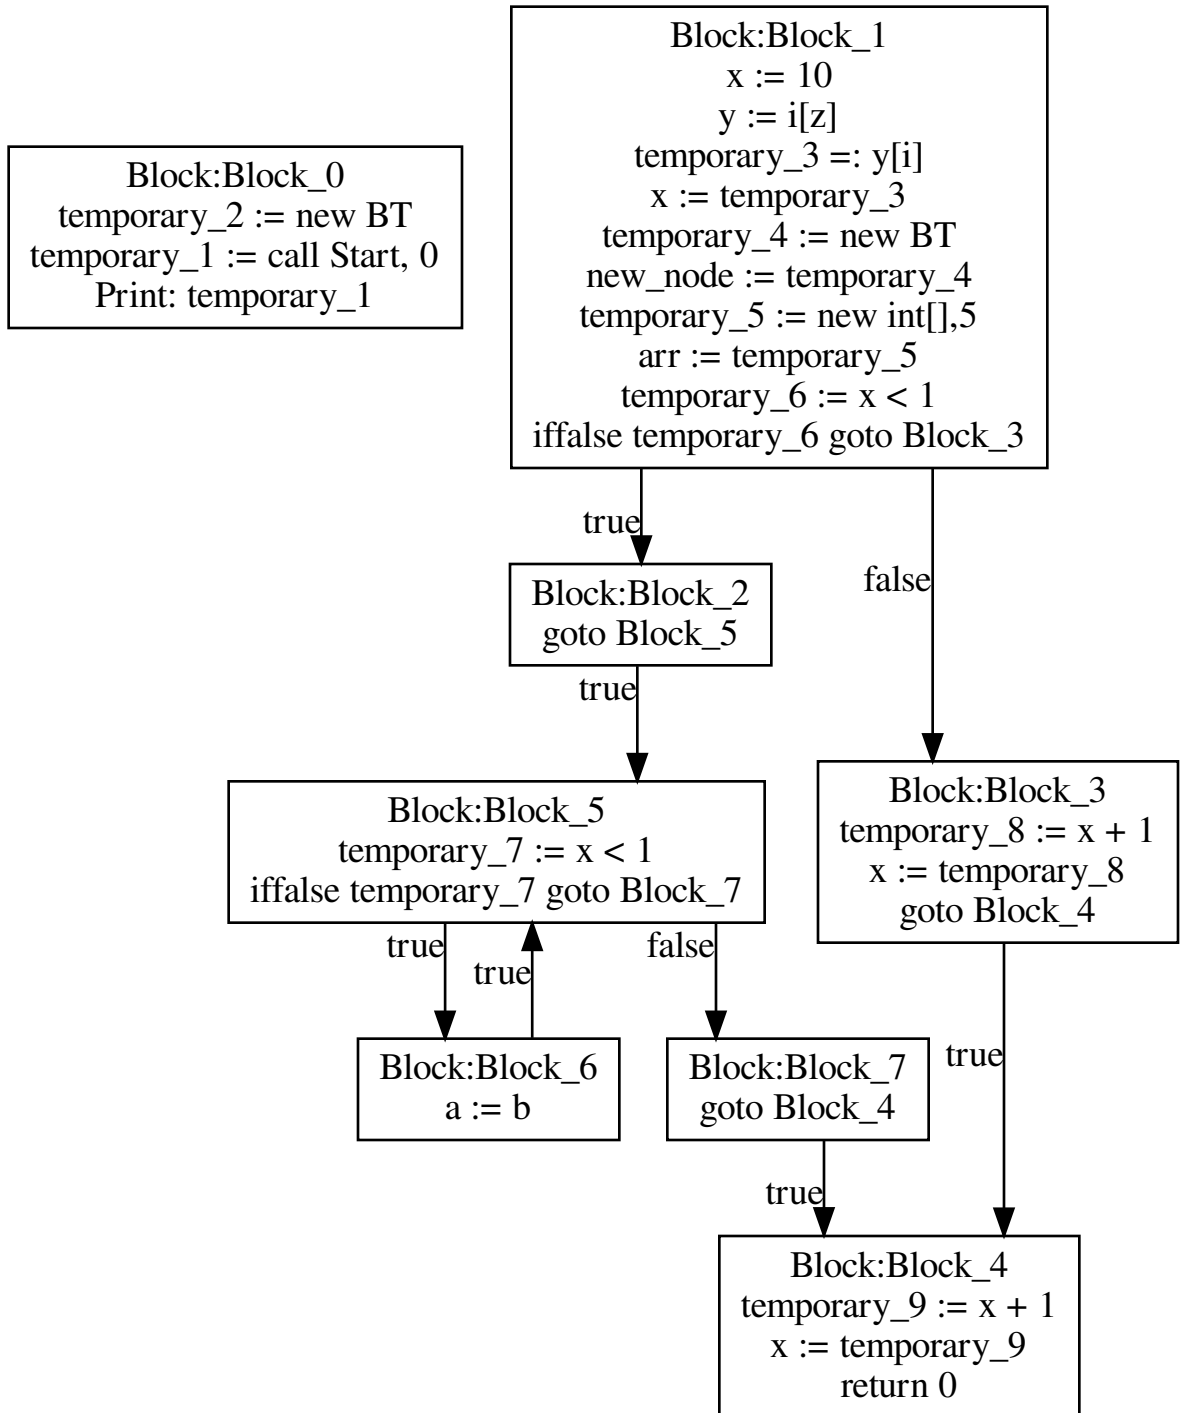 Block:Block_0
temporary_2 := new BT
temporary_1 := call Start, 0
Print: temporary_1
Block:Block_1
x := 10
y := i[z]
temporary_3 =: y[i]
x := temporary_3
temporary_4 := new BT
new_node := temporary_4
temporary_5 := new int[],5
arr := temporary_5
temporary_6 := x < 1
iffalse temporary_6 goto Block_3
true
false
Block:Block_2
goto Block_5
true
Block:Block_5
temporary_7 := x < 1
iffalse temporary_7 goto Block_7
Block:Block_3
temporary_8 := x + 1
x := temporary_8
goto Block_4
true
true
false
Block:Block_6
a := b
Block:Block_7
goto Block_4
true
true
Block:Block_4
temporary_9 := x + 1
x := temporary_9
return 0